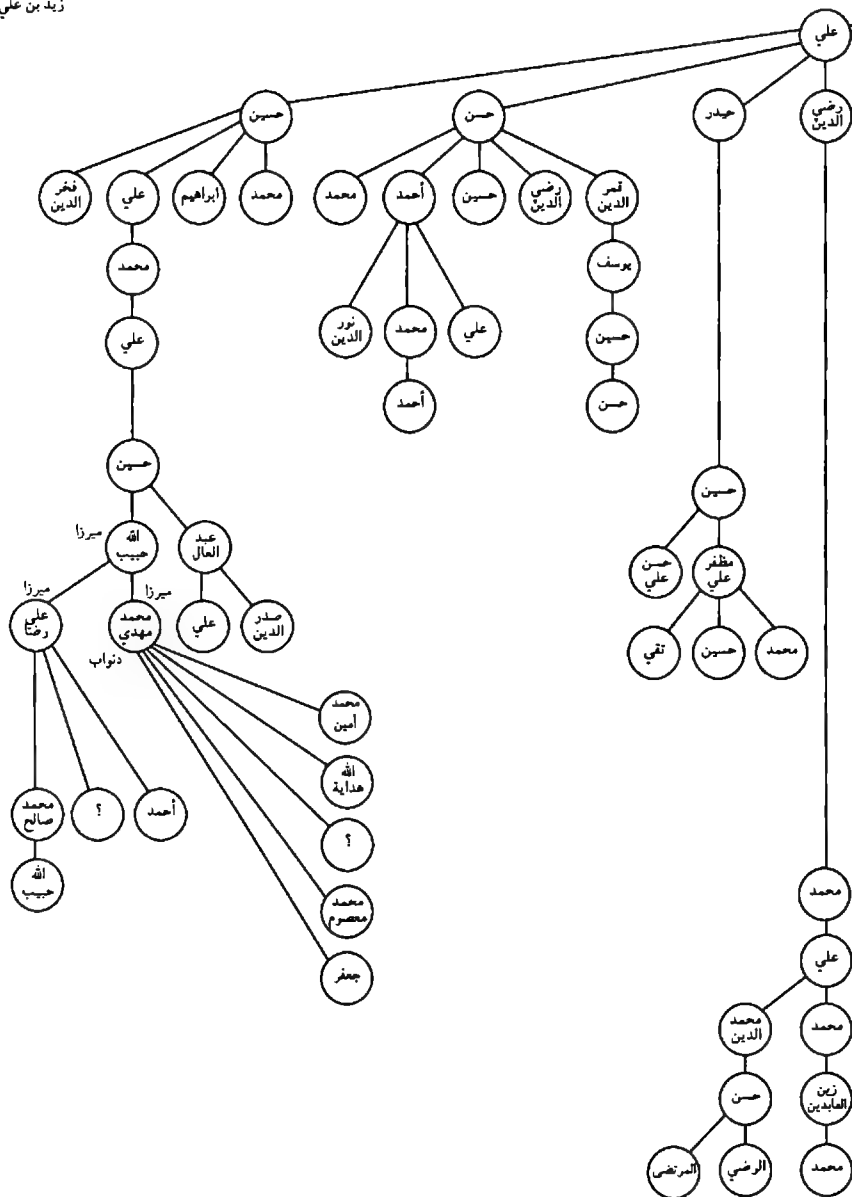 زيد بن علي
علي
رضي
الدين
حيدر
حسن
حسين
قمر
الدين
رضي
الدين
حسين
أحمد
محمد
محمد
ابراهيم
علي
فخر
الدين
يوسف
محمد
علي
محمد
نور
الدين
حسين
علي
أحمد
حسن
حسين
حسين
عبد
العال
الله
حبيب
ميرزا
مظفر
علي
حسن
علي
ميرزا
ميرزا
صدر
الدين
علي
محمد
مهدي
علي
رضا
دنواب
محمد
حسين
تقي
محمد
أمين
الله
هداية
؟
محمد
معصوم
جعفر
أحمد
؟
محمد
صالح
الله
حبيب
محمد
علي
محمد
محمد
الدين
زين
العابدين
حسن
محمد
الرضي
المرتضى